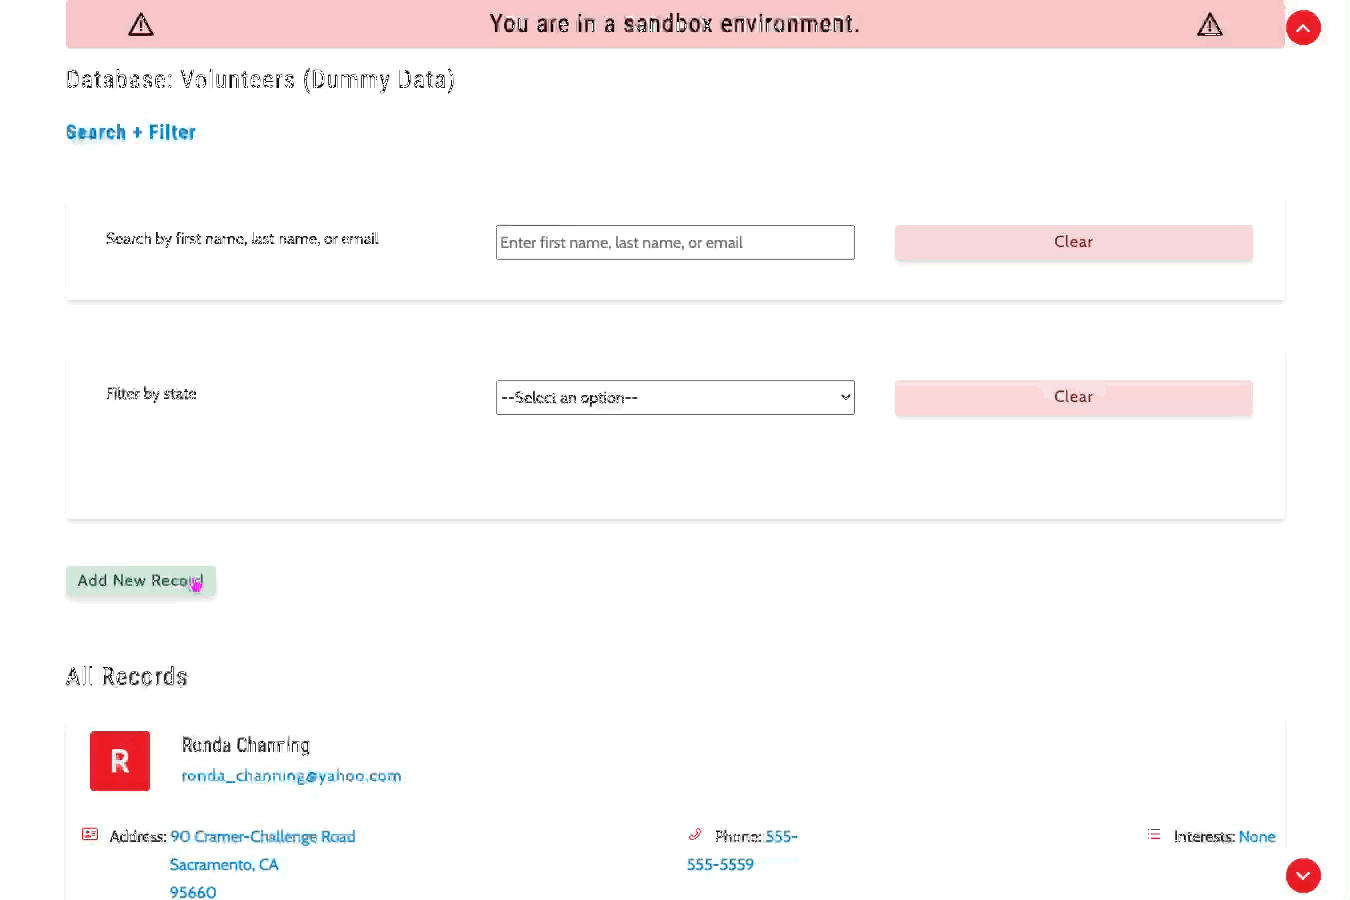 You are in a sandbox environment.
Database: Volunteers (Dummy Data)
Search + Filter
Search by first name, last name, or email
Enter first name, last name, or email
Clear
Filter by state
--Select an option--
Clear
Add New Record
All Records
R
Ronda Channing
ronda_channing@yahoo.com
Address: 90 Cramer-Challenge Road
Sacramento, CA
95660
Phone: 555-
555-5559
Interests: None